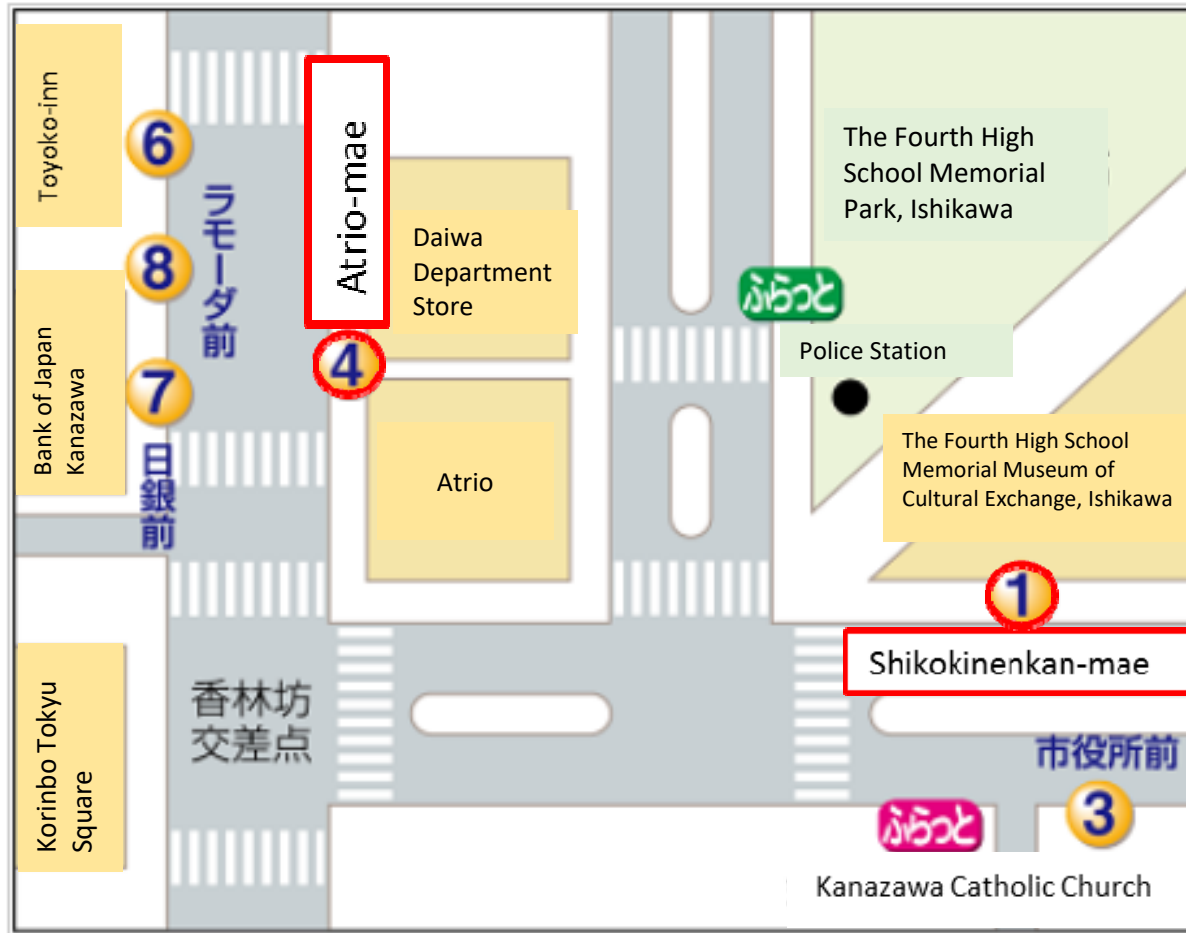 Toyoko-inn
6
Atrio-mae
The Fourth High
School Memorial
Park, Ishikawa
ラモーダ前
8
Daiwa
Department
Store
ふらっと
Police Station
4
Bank of Japan
Kanazawa
7
日銀前
Atrio
The Fourth High School
Memorial Museum of
Cultural Exchange, Ishikawa
1
Shikokinenkan-mae
香林坊
交差点
Korinbo Tokyu
Square
市役所前
3
ふらっと
Kanazawa Catholic Church